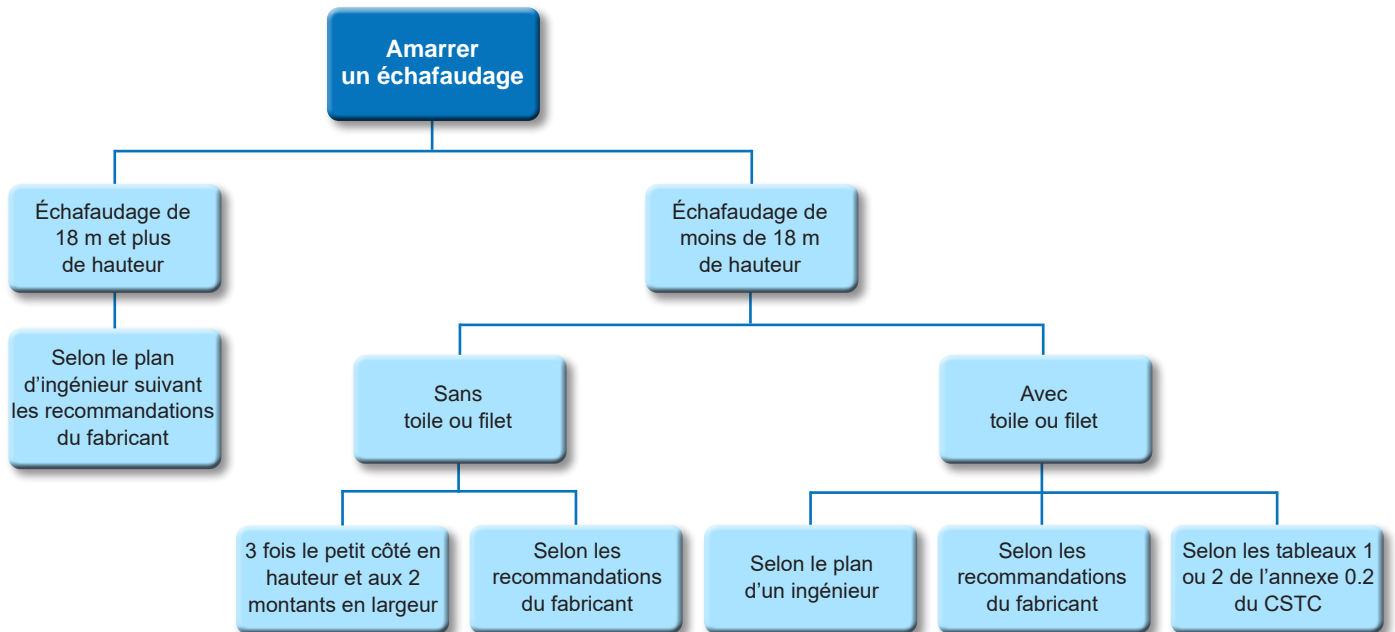 Amarrer
un échafaudage
Échafaudage de
18 m et plus
de hauteur
Échafaudage de
moins de 18 m
de hauteur
Selon le plan
d’ingénieur suivant
les recommandations
du fabricant
Sans
toile ou filet
Avec
toile ou filet
3 fois le petit côté en
hauteur et aux 2
montants en largeur
Selon les
recommandations
du fabricant
Selon le plan
d’un ingénieur
Selon les
recommandations
du fabricant
Selon les tableaux 1
ou 2 de l’annexe 0.2
du CSTC